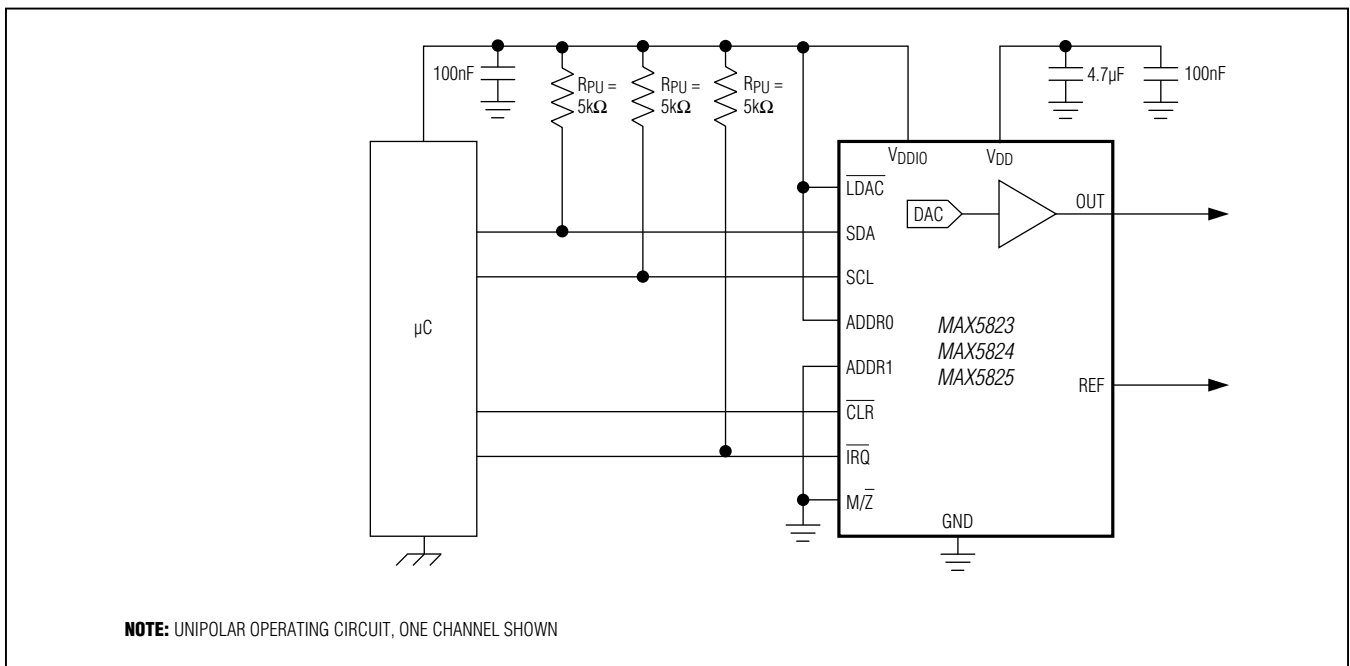 100nF
RPU =
5kΩ
RPU =
5kΩ
RPU =
5kΩ
4.7µF
100nF
VDDIO
VDD
LDAC
DAC
OUT
SDA
SCL
µC
ADDR0
MAX5823
MAX5824
MAX5825
ADDR1
REF
CLR
IRQ
M/Z
GND
NOTE: UNIPOLAR OPERATING CIRCUIT, ONE CHANNEL SHOWN